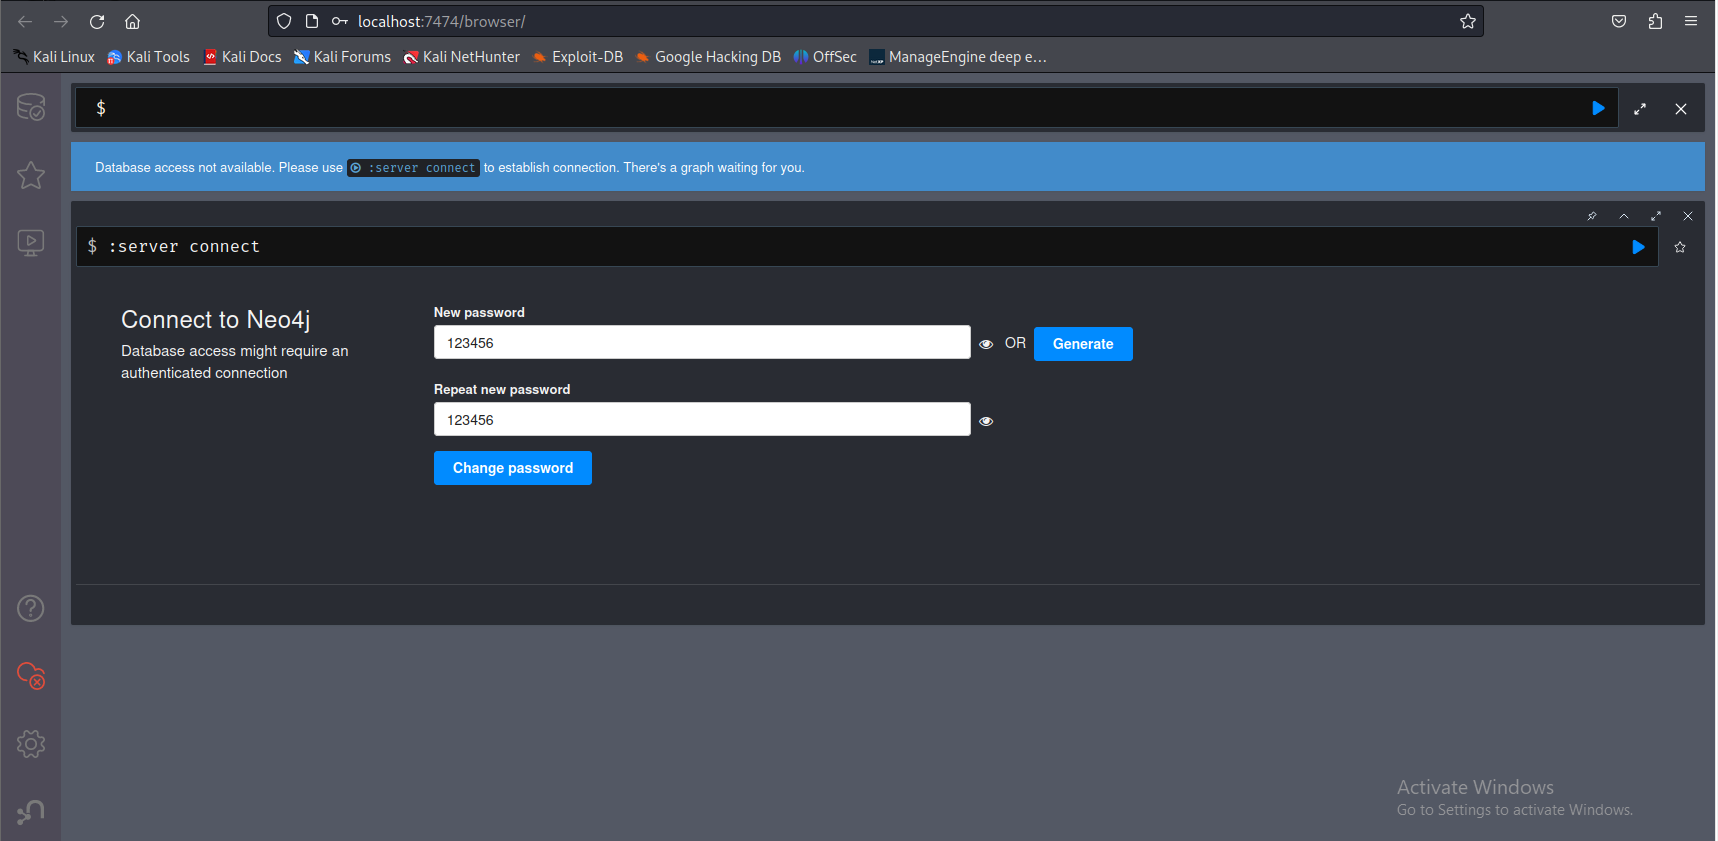 localhost:7474/browser/
Kali Linux Kali Tools Kali Docs Kali Forums Kali NetHunter Exploit-DB Google Hacking DB OffSec ManageEngine deep e…
$
Database access not available. Please use :server connect to establish connection. There's a graph waiting for you.
$ :server connect
Connect to Neo4j
Database access might require an
authenticated connection
New password
123456 OR Generate
Repeat new password
123456
Change password
Activate Windows
Go to Settings to activate Windows.